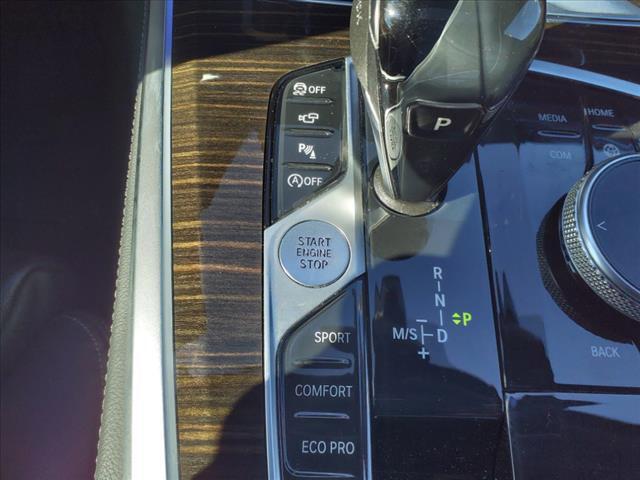 OFF
P
(A)OFF
START
ENGINE
STOP
SPORT
COMFORT
ECO PRO
P
R
N
M/S
D
P
−
+
MEDIA
HOME
COM
BACK